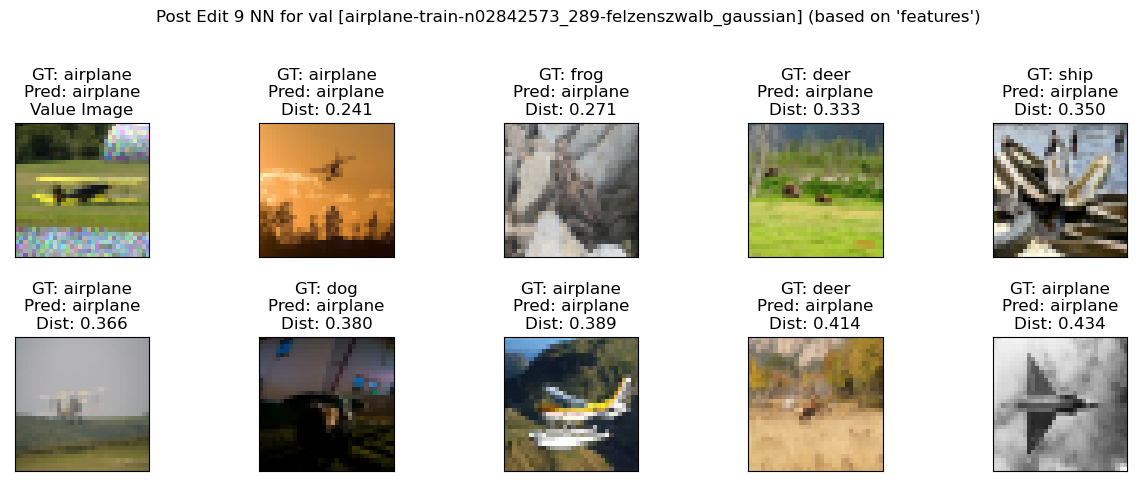 Post Edit 9 NN for val [airplane-train-n02842573_289-felzenszwalb_gaussian] (based on 'features')
GT: airplane
Pred: airplane
Value Image
GT: airplane
Pred: airplane
Dist: 0.241
GT: frog
Pred: airplane
Dist: 0.271
GT: deer
Pred: airplane
Dist: 0.333
GT: ship
Pred: airplane
Dist: 0.350
GT: airplane
Pred: airplane
Dist: 0.366
GT: dog
Pred: airplane
Dist: 0.380
GT: airplane
Pred: airplane
Dist: 0.389
GT: deer
Pred: airplane
Dist: 0.414
GT: airplane
Pred: airplane
Dist: 0.434